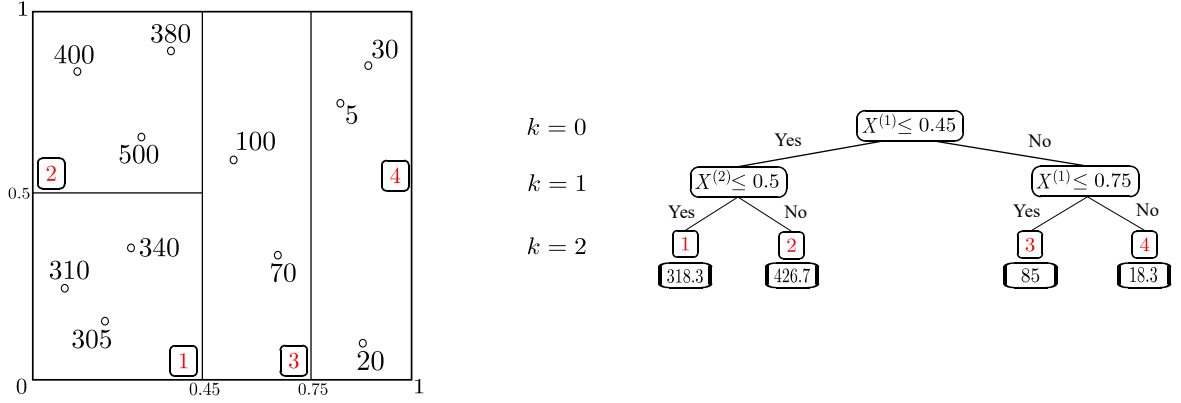 1
380
400
30
5
100
500
2
4
0.5
340
310
70
305
1
3
20
0
0.45
0.75
1
k = 0
X(1)≤ 0.45
Yes
No
k = 1
X(2)≤ 0.5
X(1)≤ 0.75
Yes
No
Yes
No
k = 2
1
2
3
4
318.3
426.7
85
18.3